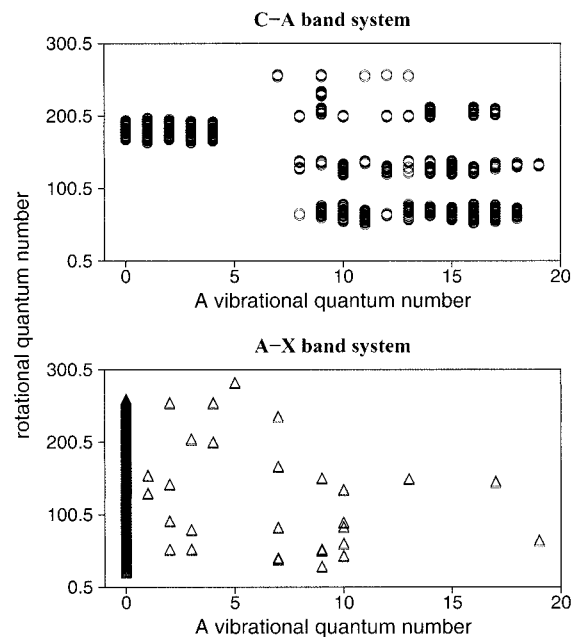 C−A band system
300.5
200.5
100.5
0.5
0 5 10 15 20
A vibrational quantum number
rotational quantum number
A−X band system
300.5
200.5
100.5
0.5
0 5 10 15 20
A vibrational quantum number